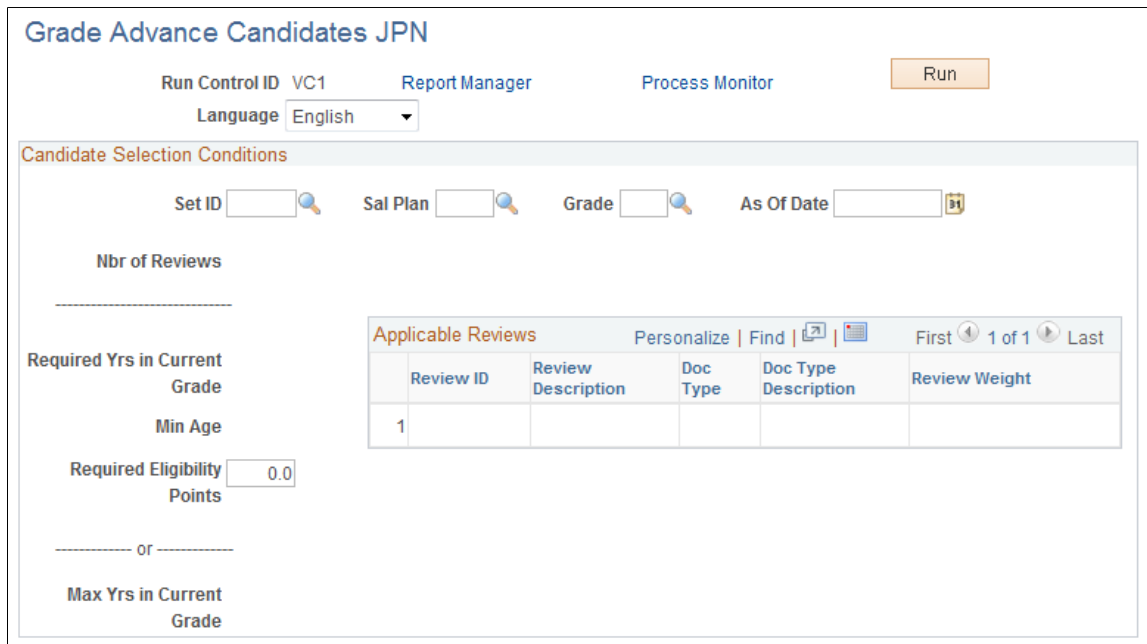 Grade Advance Candidates JPN
Run Control ID VC1 Report Manager Process Monitor Run
Language English
Candidate Selection Conditions
Set ID Sal Plan Grade As Of Date 31
Nbr of Reviews
------------------------------
Applicable Reviews Personalize | Find | | First 1 of 1 Last
Required Yrs in Current
Grade
Review ID Review Description Doc Type Doc Type Description Review Weight
Min Age
1
Required Eligibility
Points 0.0
------------- or -------------
Max Yrs in Current
Grade